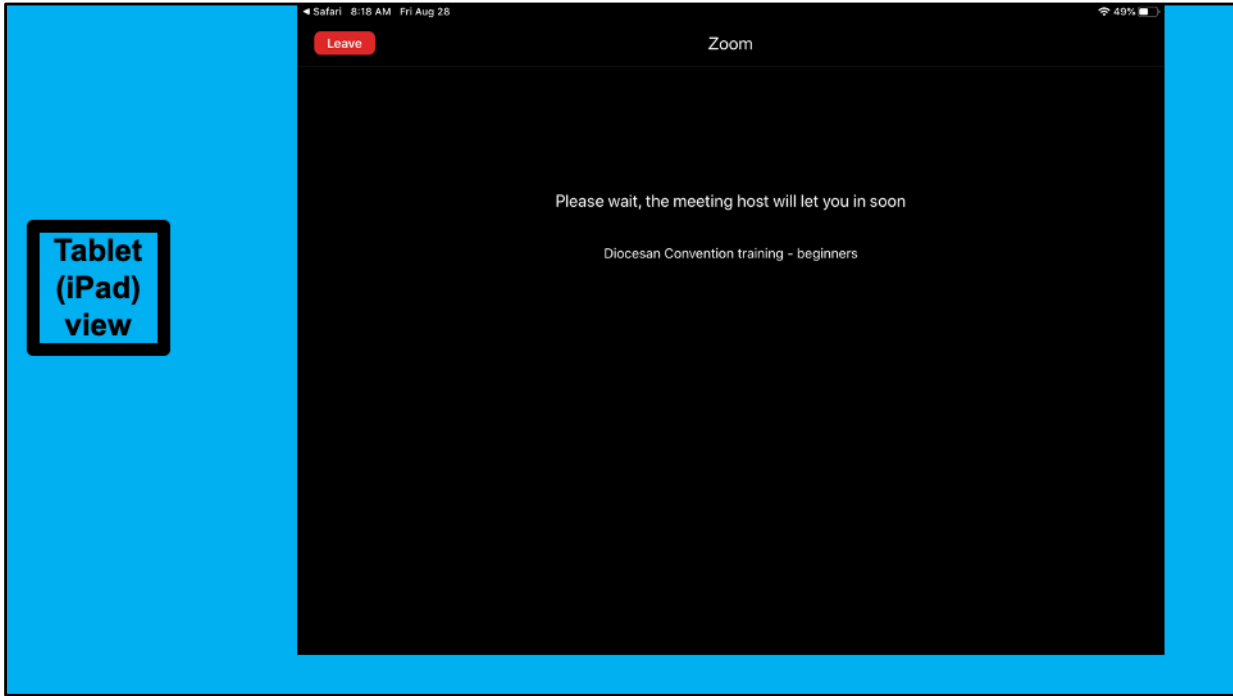 ◄ Safari 8:18 AM Fri Aug 28 49%
Leave Zoom
Please wait, the meeting host will let you in soon
Diocesan Convention training - beginners
Tablet
(iPad)
view